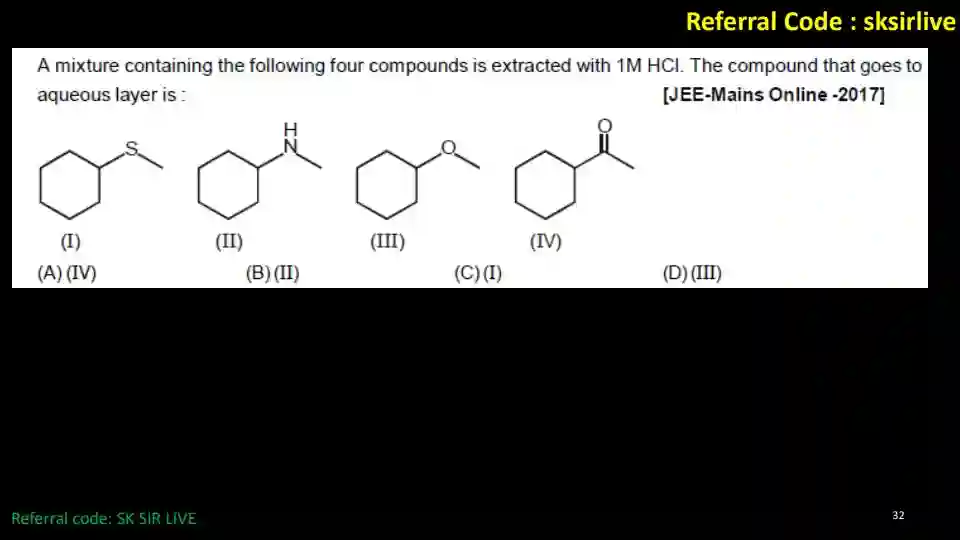 Referral Code : sksirlive
A mixture containing the following four compounds is extracted with 1M HCl. The compound that goes to
aqueous layer is :
[JEE-Mains Online -2017]
S
H
N
O
O
(I)
(II)
(III)
(IV)
(A) (IV)
(B) (II)
(C) (I)
(D) (III)
Referral code: SK SIR LIVE
32